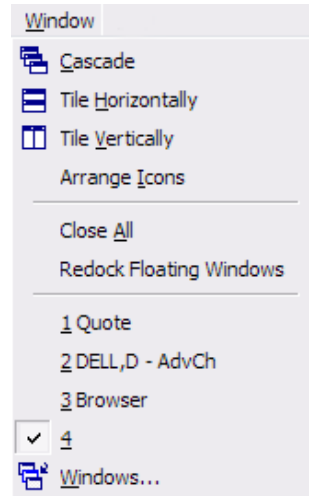 Window
Cascade
Tile Horizontally
Tile Vertically
Arrange Icons
Close All
Redock Floating Windows
1 Quote
2 DELL,D - AdvCh
3 Browser
4
Windows...